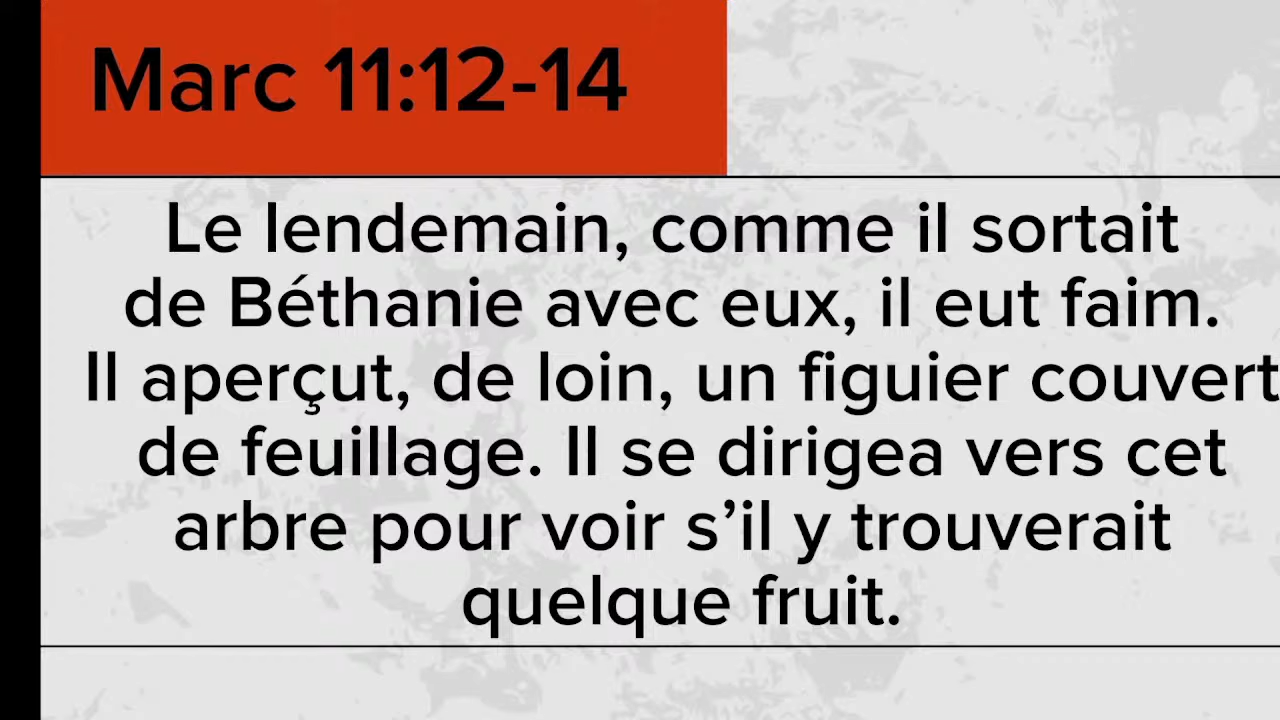 Marc 11:12-14
Le lendemain, comme il sortait
de Béthanie avec eux, il eut faim.
Il aperçut, de loin, un figuier couvert
de feuillage. Il se dirigea vers cet
arbre pour voir s’il y trouverait
quelque fruit.